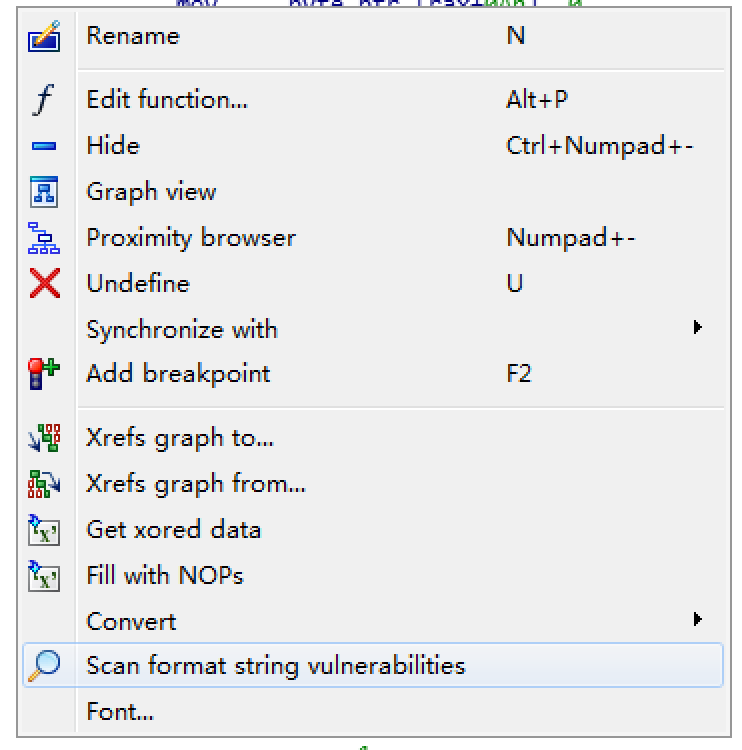 Rename N
Edit function... Alt+P
Hide Ctrl+Numpad+-
Graph view
Proximity browser Numpad+-
Undefine U
Synchronize with
Add breakpoint F2
Xrefs graph to...
Xrefs graph from...
Get xored data
Fill with NOPs
Convert
Scan format string vulnerabilities
Font...